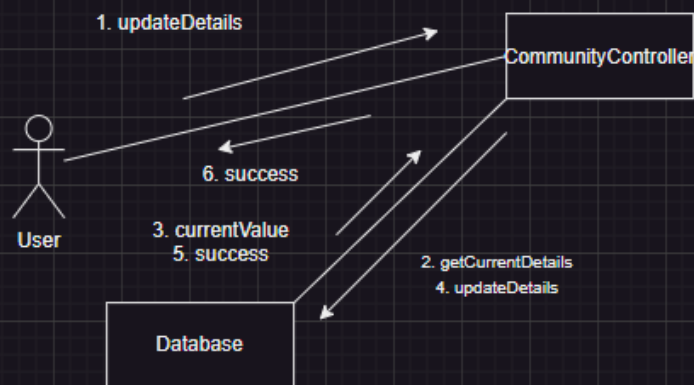 1. updateDetails
CommunityController
6. success
User
3. currentValue
5. success
2. getCurrentDetails
4. updateDetails
Database